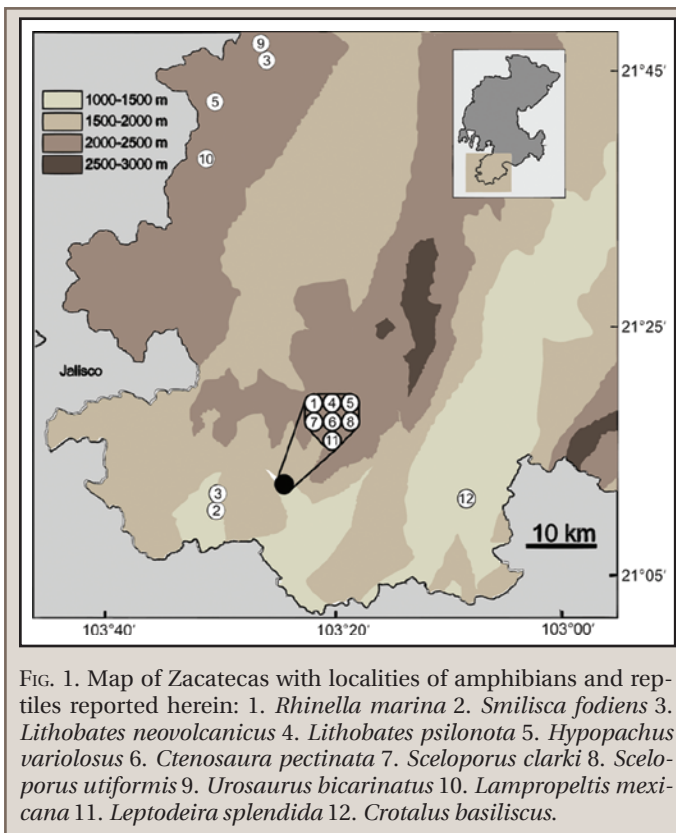 9
3
5
10
1000-1500 m
1500-2000 m
2000-2500 m
2500-3000 m
21°45'
21°25'
Jalisco
1 4 5
7 6 8
11
3
2
12
10 km
21°05'
103°40' 103°20' 103°00'
FIG. 1. Map of Zacatecas with localities of amphibians and rep-
tiles reported herein: 1. Rhinella marina 2. Smilisca fodiens 3.
Lithobates neovolcanicus 4. Lithobates psilonota 5. Hypopachus
variolosus 6. Ctenosaura pectinata 7. Sceloporus clarki 8. Scelo-
porus utiformis 9. Urosaurus bicarinatus 10. Lampropeltis mexi-
cana 11. Leptodeira splendida 12. Crotalus basiliscus.